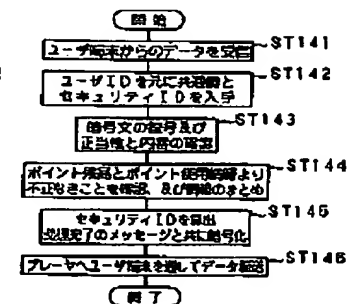 開始
ユーザ端末からのデータを受信
ST141
ユーザIDを元に共通鍵と
セキュリティIDを入手
ST142
暗号文の復号及び
正当性と内容の確認
ST143
ポイント残高とポイント使用情報より
不正なきことを確認、及び情報のまとめ
ST144
セキュリティIDを算出
処理完了のメッセージと共に暗号化
ST145
プレーヤへユーザ端末を通してデータ転送
ST146
終了